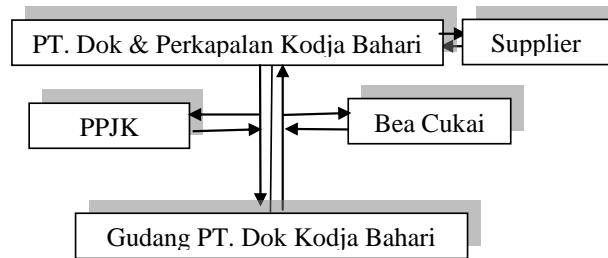 PT. Dok & Perkapalan Kodja Bahari
Supplier
PPJK
Bea Cukai
Gudang PT. Dok Kodja Bahari